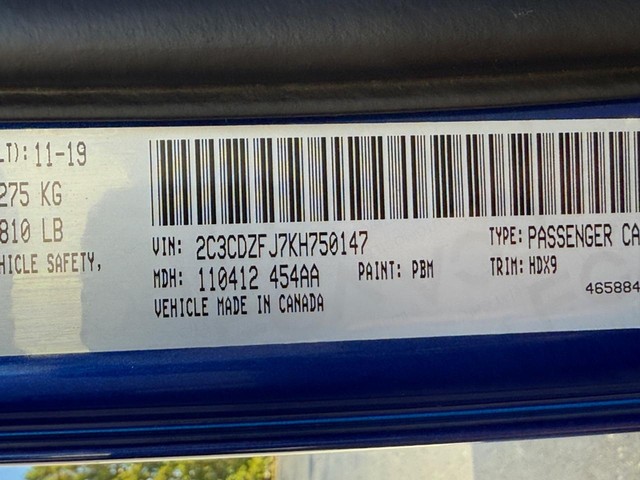 LT): 11-19
275 KG
810 LB
HICLE SAFETY,
VIN: 2C3CDZFJ7KH750147 TYPE: PASSENGER CA
MDH: 110412 454AA PAINT: PBM TRIM: HDX9
VEHICLE MADE IN CANADA 465884